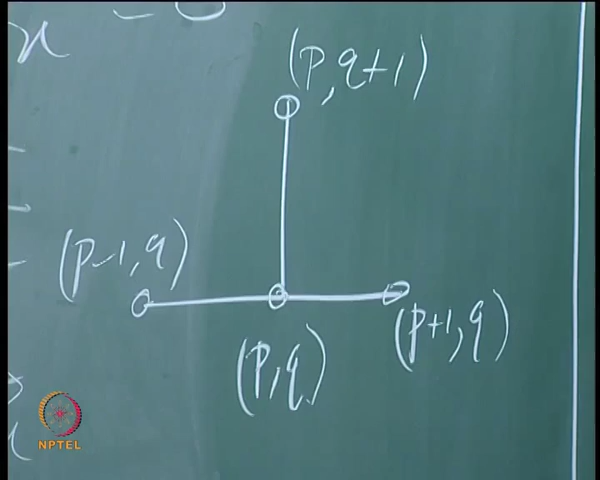 (p, q+1)
(p-1, q)
(p+1, q)
(p, q)
NPTEL